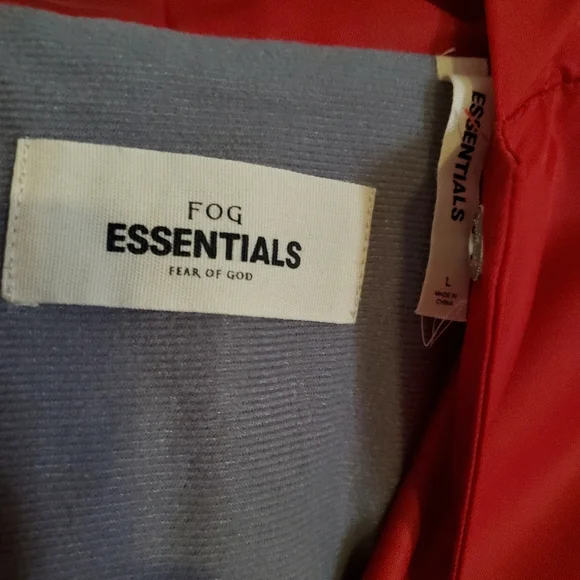 FOG
ESSENTIALS
FEAR OF GOD
ESSENTIALS
L
MADE IN
CHINA